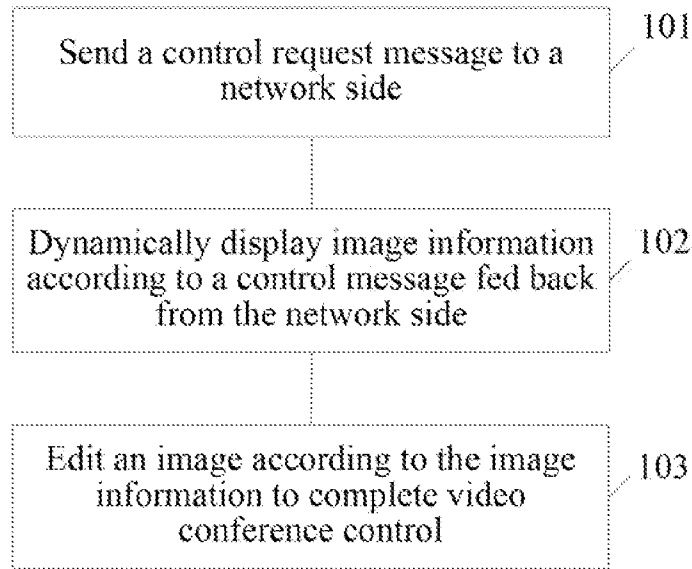 Send a control request message to a
network side
101
Dynamically display image information
according to a control message fed back
from the network side
102
Edit an image according to the image
information to complete video
conference control
103